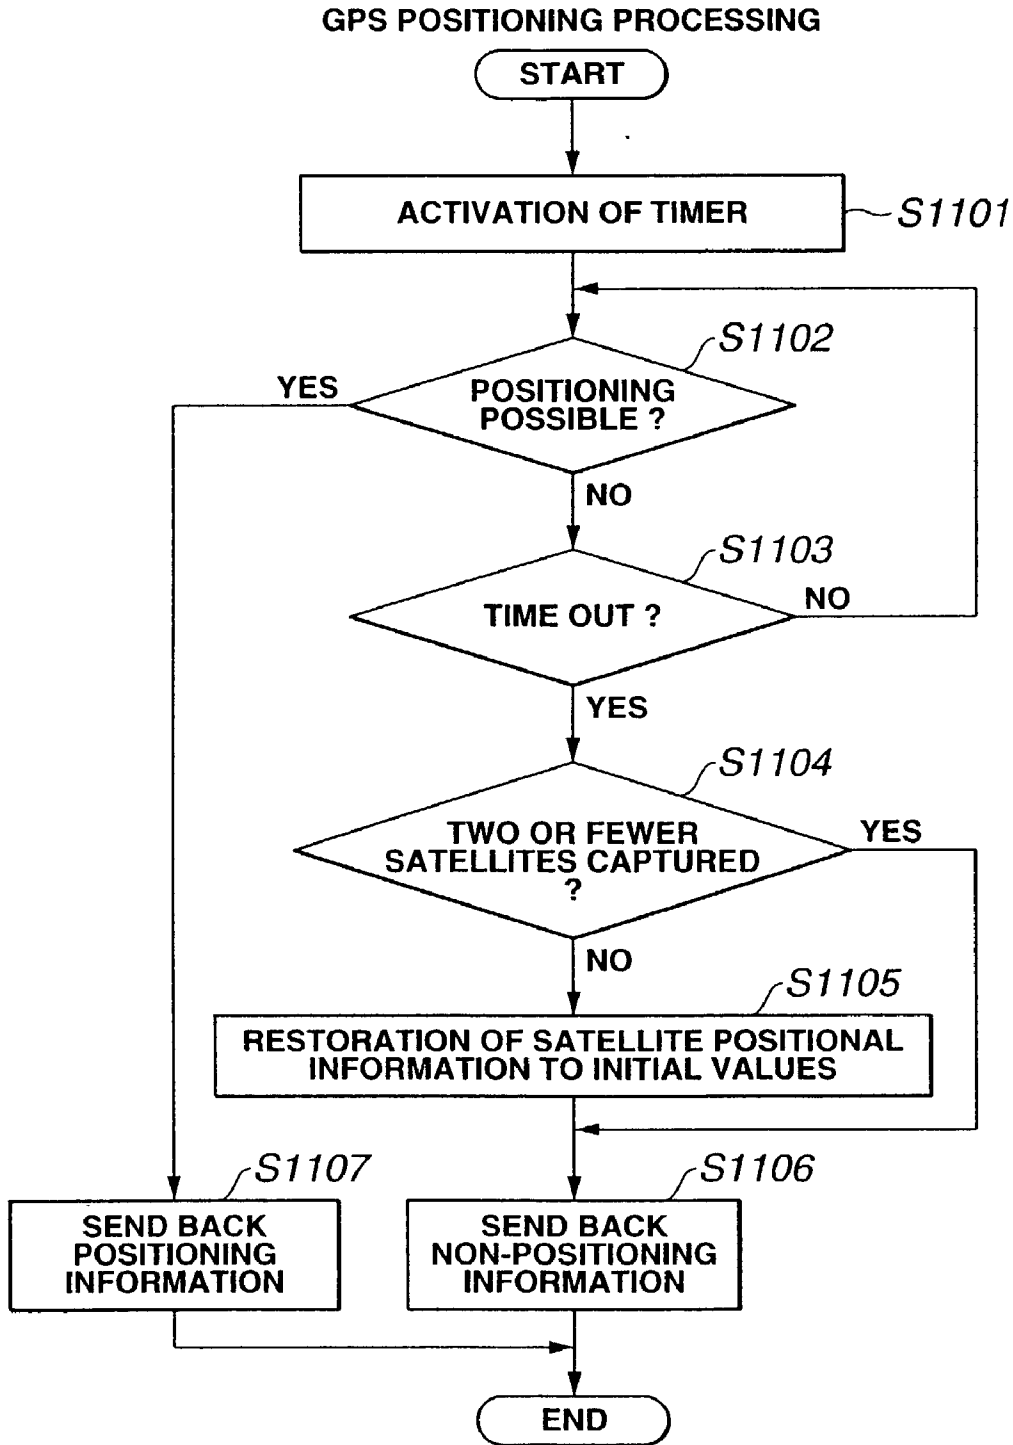 GPS POSITIONING PROCESSING
START
ACTIVATION OF TIMER
S1101
S1102
YES
POSITIONING
POSSIBLE ?
NO
S1103
TIME OUT ?
NO
YES
S1104
TWO OR FEWER
SATELLITES CAPTURED
?
YES
NO
S1105
RESTORATION OF SATELLITE POSITIONAL
INFORMATION TO INITIAL VALUES
S1107
SEND BACK
POSITIONING
INFORMATION
S1106
SEND BACK
NON-POSITIONING
INFORMATION
END